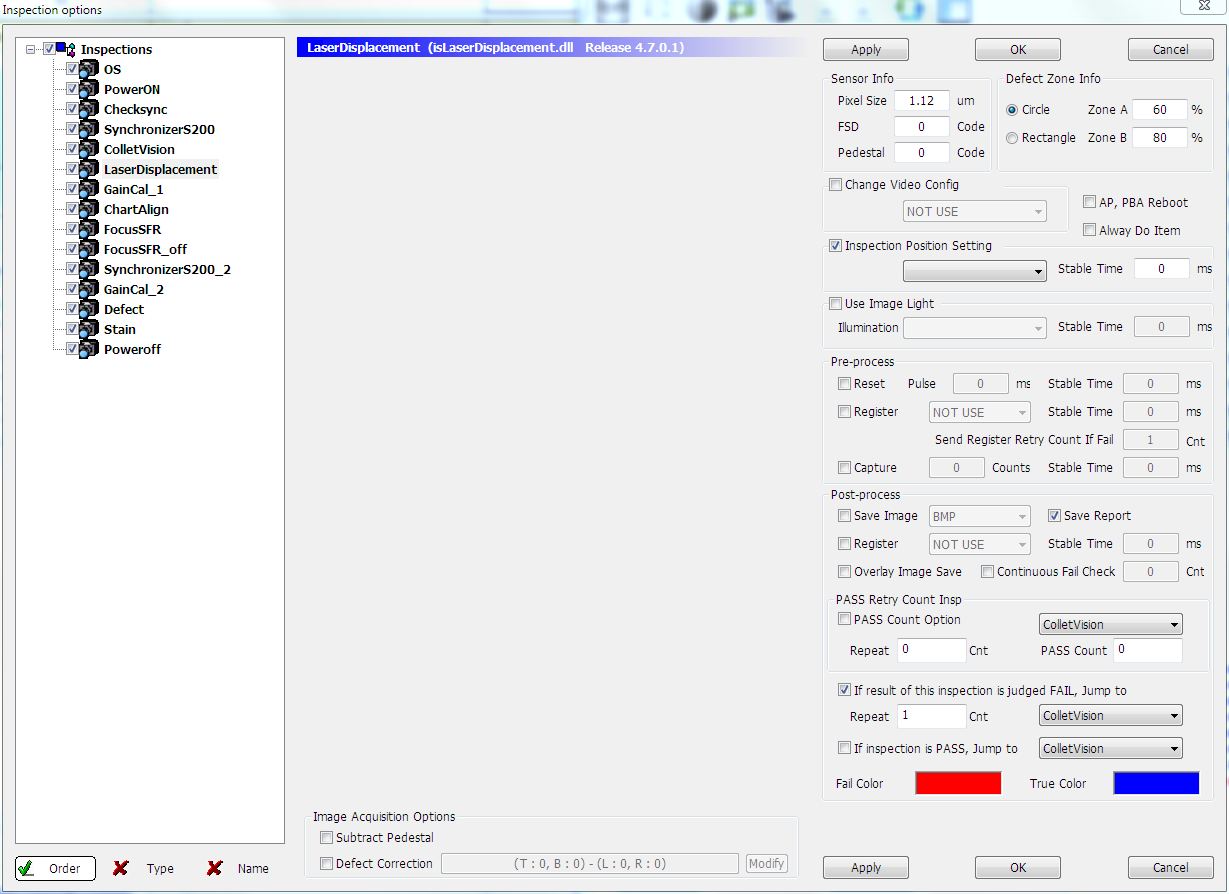 Inspection options
Inspections
OS
PowerON
Checksync
SynchronizerS200
ColletVision
LaserDisplacement
GainCal_1
ChartAlign
FocusSFR
FocusSFR_off
SynchronizerS200_2
GainCal_2
Defect
Stain
Poweroff
Order Type Name
LaserDisplacement (isLaserDisplacement.dll Release 4.7.0.1)
Image Acquisition Options
Subtract Pedestal
Defect Correction (T : 0, B : 0) - (L : 0, R : 0) Modify
Apply OK Cancel
Sensor Info
Pixel Size 1.12 um
FSD 0 Code
Pedestal 0 Code
Defect Zone Info
Circle Zone A 60 %
Rectangle Zone B 80 %
Change Video Config
NOT USE
AP, PBA Reboot
Alway Do Item
Inspection Position Setting
Stable Time 0 ms
Use Image Light
Illumination Stable Time 0 ms
Pre-process
Reset Pulse 0 ms Stable Time 0 ms
Register NOT USE Stable Time 0 ms
Send Register Retry Count If Fail 1 Cnt
Capture 0 Counts Stable Time 0 ms
Post-process
Save Image BMP Save Report
Register NOT USE Stable Time 0 ms
Overlay Image Save Continuous Fail Check 0 Cnt
PASS Retry Count Insp
PASS Count Option ColletVision
Repeat 0 Cnt PASS Count 0
If result of this inspection is judged FAIL, Jump to
Repeat 1 Cnt ColletVision
If inspection is PASS, Jump to ColletVision
Fail Color True Color
Apply OK Cancel